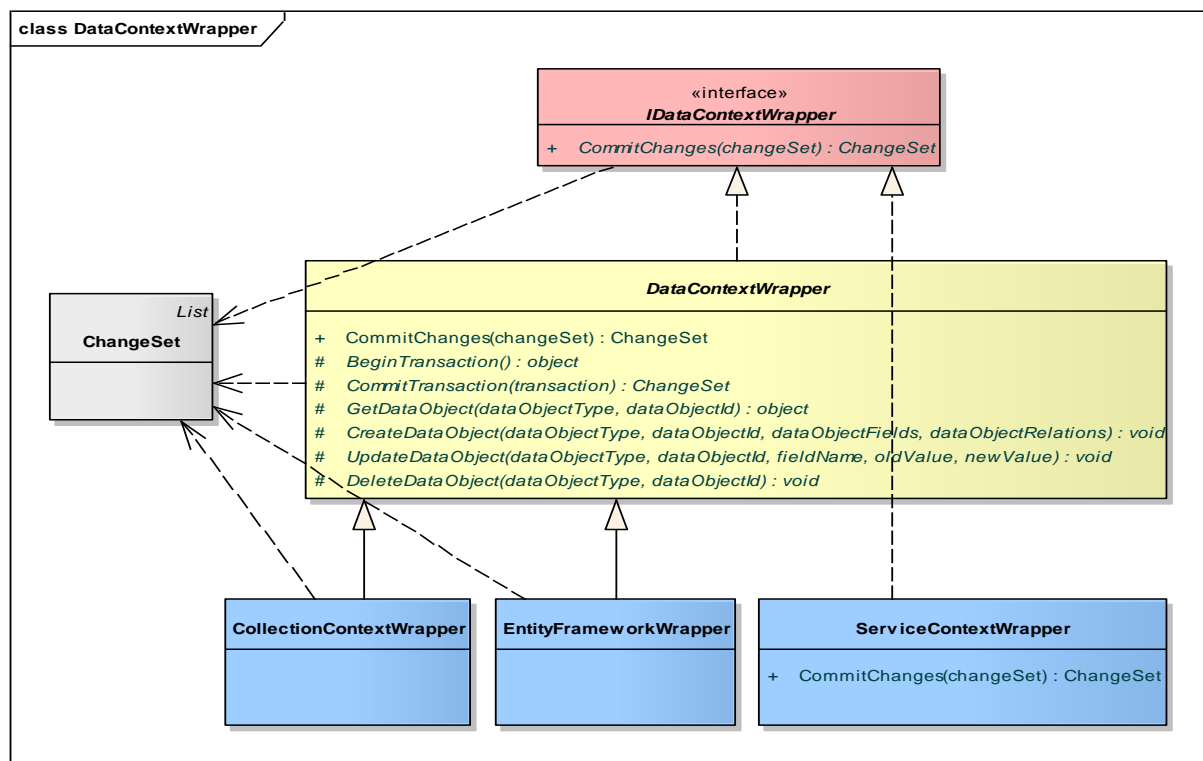 class DataContextWrapper
«interface»
IDataContextWrapper
+ CommitChanges(changeSet) : ChangeSet
DataContextWrapper
+ CommitChanges(changeSet) : ChangeSet
# BeginTransaction() : object
# CommitTransaction(transaction) : ChangeSet
# GetDataObject(dataObjectType, dataObjectId) : object
# CreateDataObject(dataObjectType, dataObjectId, dataObjectFields, dataObjectRelations) : void
# UpdateDataObject(dataObjectType, dataObjectId, fieldName, oldValue, newValue) : void
# DeleteDataObject(dataObjectType, dataObjectId) : void
List
ChangeSet
CollectionContextWrapper
EntityFrameworkWrapper
ServiceContextWrapper
+ CommitChanges(changeSet) : ChangeSet